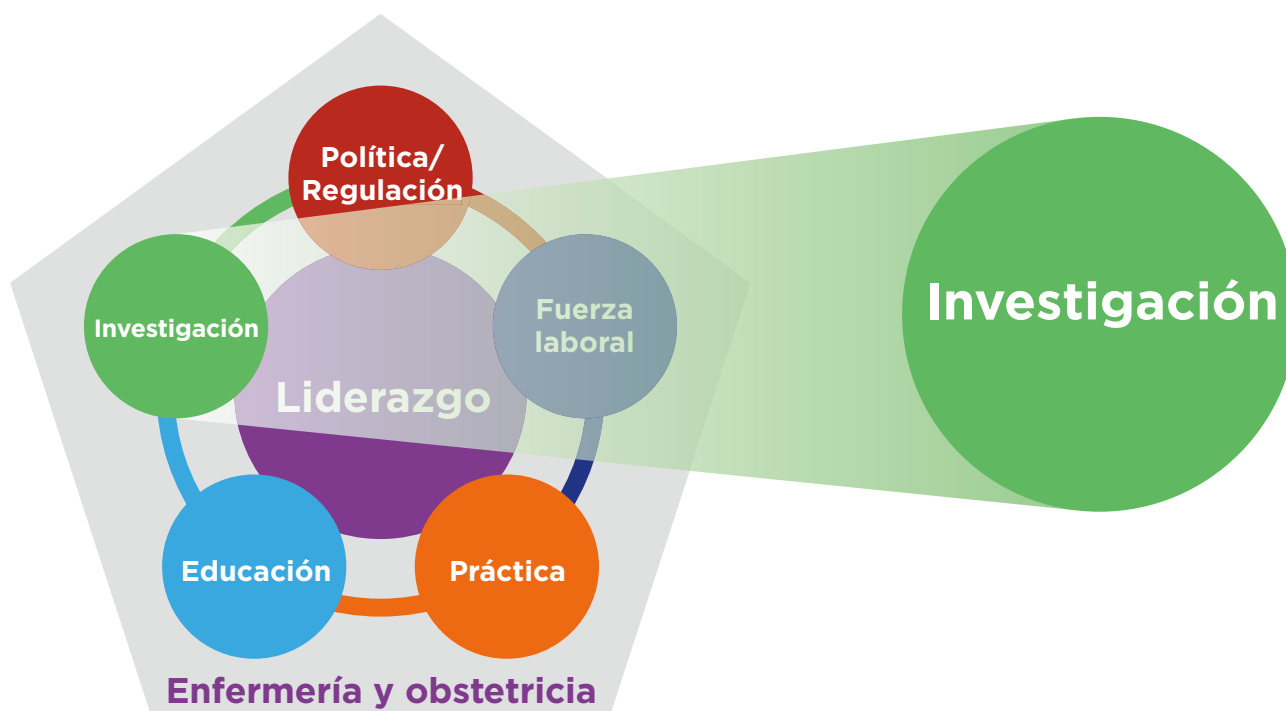 Política/
Regulación
Investigación
Fuerza
laboral
Liderazgo
Educación
Práctica
Enfermería y obstetricia
Investigación